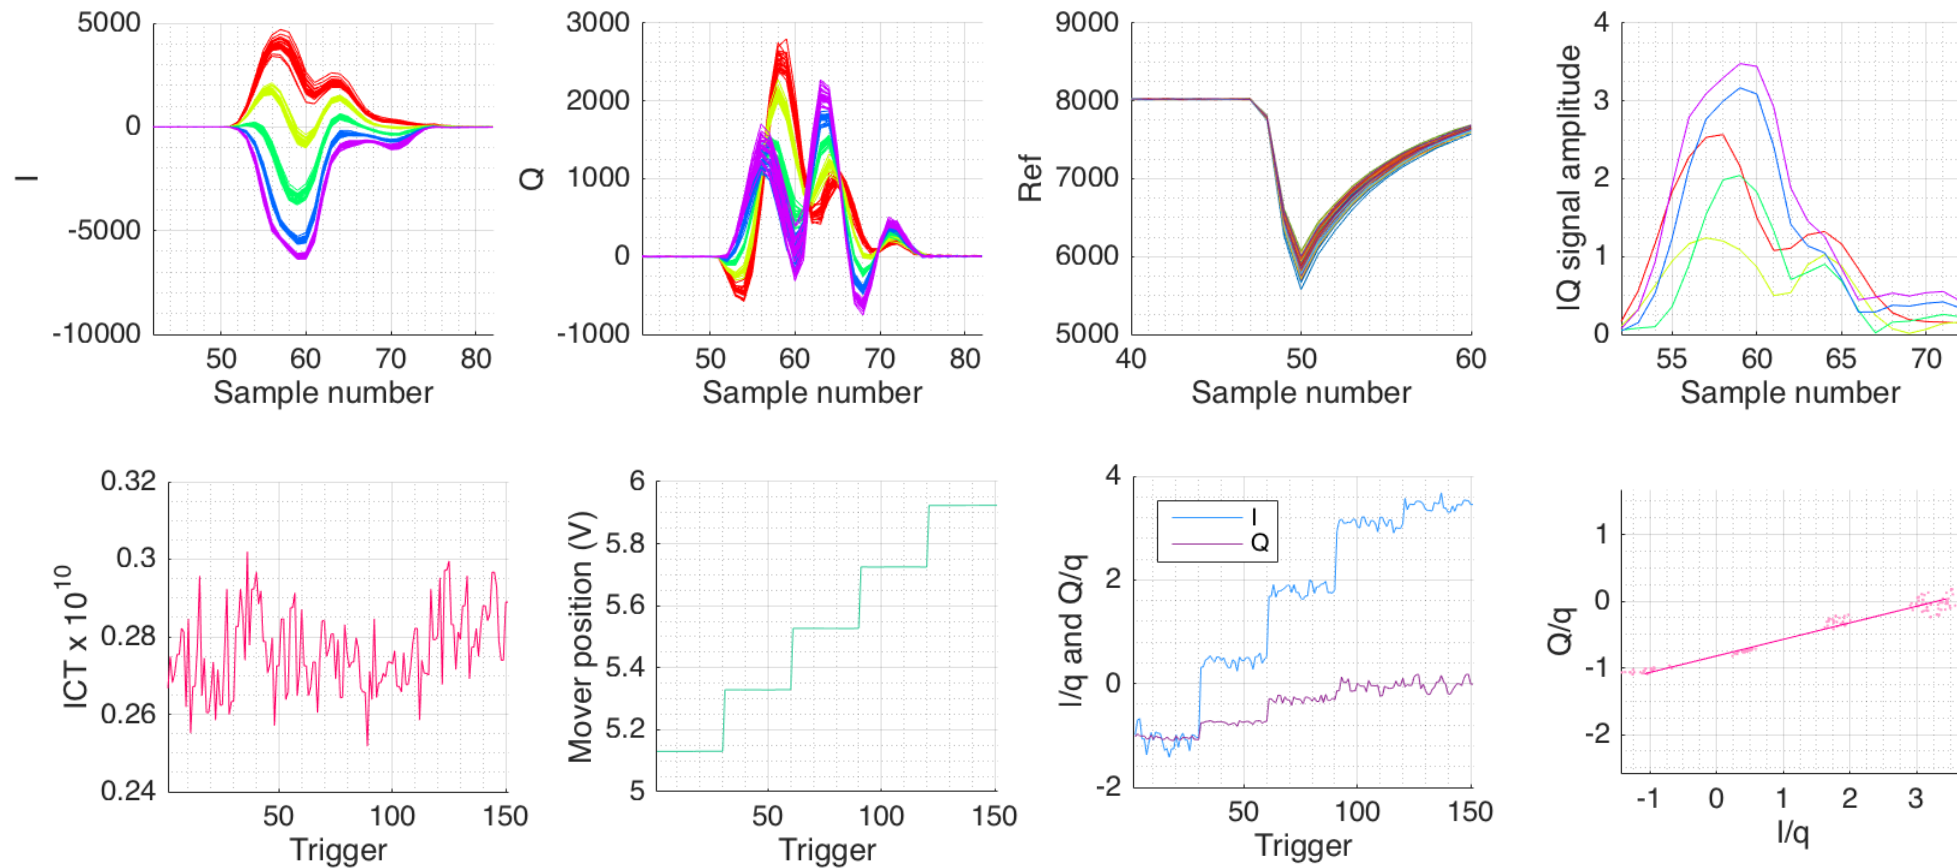 5000
0
-5000
-10000
50 60 70 80
Sample number
I
3000
2000
1000
0
-1000
50 60 70 80
Sample number
Q
9000
8000
7000
6000
5000
40 50 60
Sample number
Ref
4
3
2
1
0
55 60 65 70
Sample number
IQ signal amplitude
0.32
0.3
0.28
0.26
0.24
50 100 150
Trigger
ICT x 10^10
6
5.8
5.6
5.4
5.2
5
50 100 150
Trigger
Mover position (V)
4
2
0
-2
50 100 150
Trigger
I/q and Q/q
I
Q
1
0
-1
-2
-1 0 1 2 3
I/q
Q/q